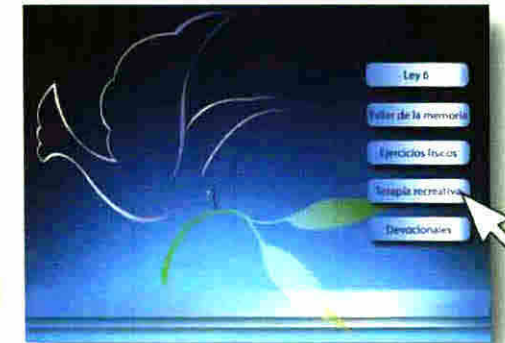 Ley 6
Taller de la memoria
Ejercicios físicos
Terapia recreativa
Devocionales